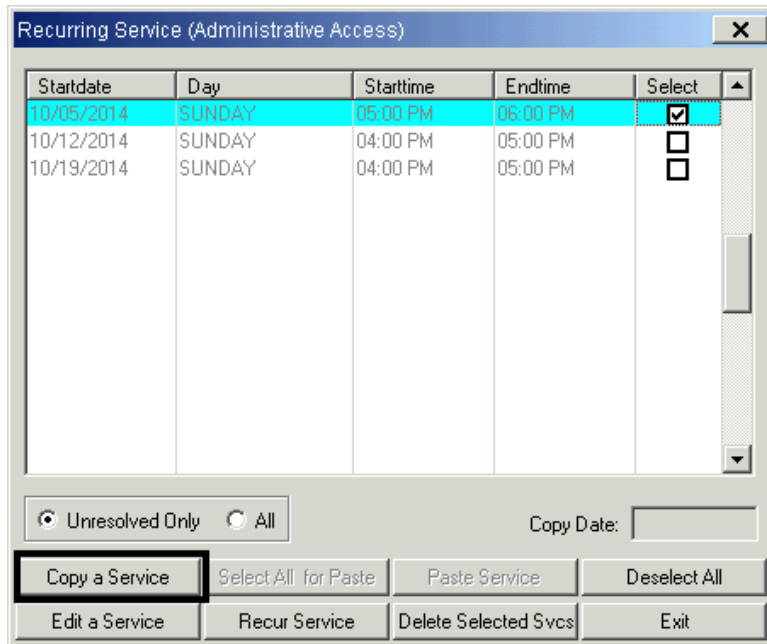 Recurring Service (Administrative Access)
Startdate Day Starttime Endtime Select
10/05/2014 SUNDAY 05:00 PM 06:00 PM
10/12/2014 SUNDAY 04:00 PM 05:00 PM
10/19/2014 SUNDAY 04:00 PM 05:00 PM
Unresolved Only All Copy Date:
Copy a Service Select All for Paste Paste Service Deselect All
Edit a Service Recur Service Delete Selected Svcs Exit